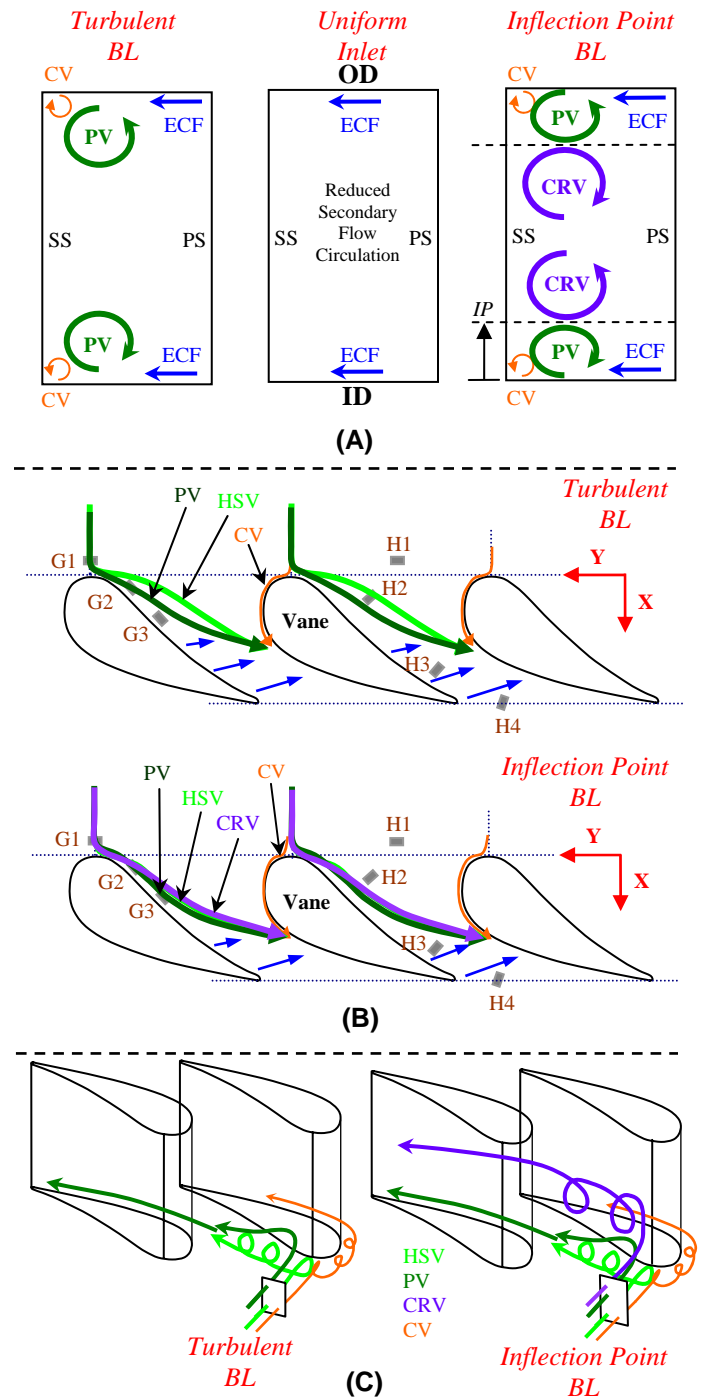 Turbulent
BL
Uniform
Inlet
Inflection Point
BL
OD
CV
PV
ECF
SS
PS
PV
ECF
CV
ECF
Reduced
Secondary
Flow
Circulation
SS
PS
ECF
ID
CV
PV
ECF
CRV
SS
PS
CRV
IP
PV
ECF
CV
(A)
Turbulent
BL
PV
HSV
CV
G1
G2
G3
H1
H2
H3
H4
Vane
Y
X
Inflection Point
BL
PV
HSV
CRV
CV
G1
G2
G3
H1
H2
H3
H4
Vane
Y
X
(B)
HSV
PV
CRV
CV
Turbulent
BL
Inflection Point
BL
(C)